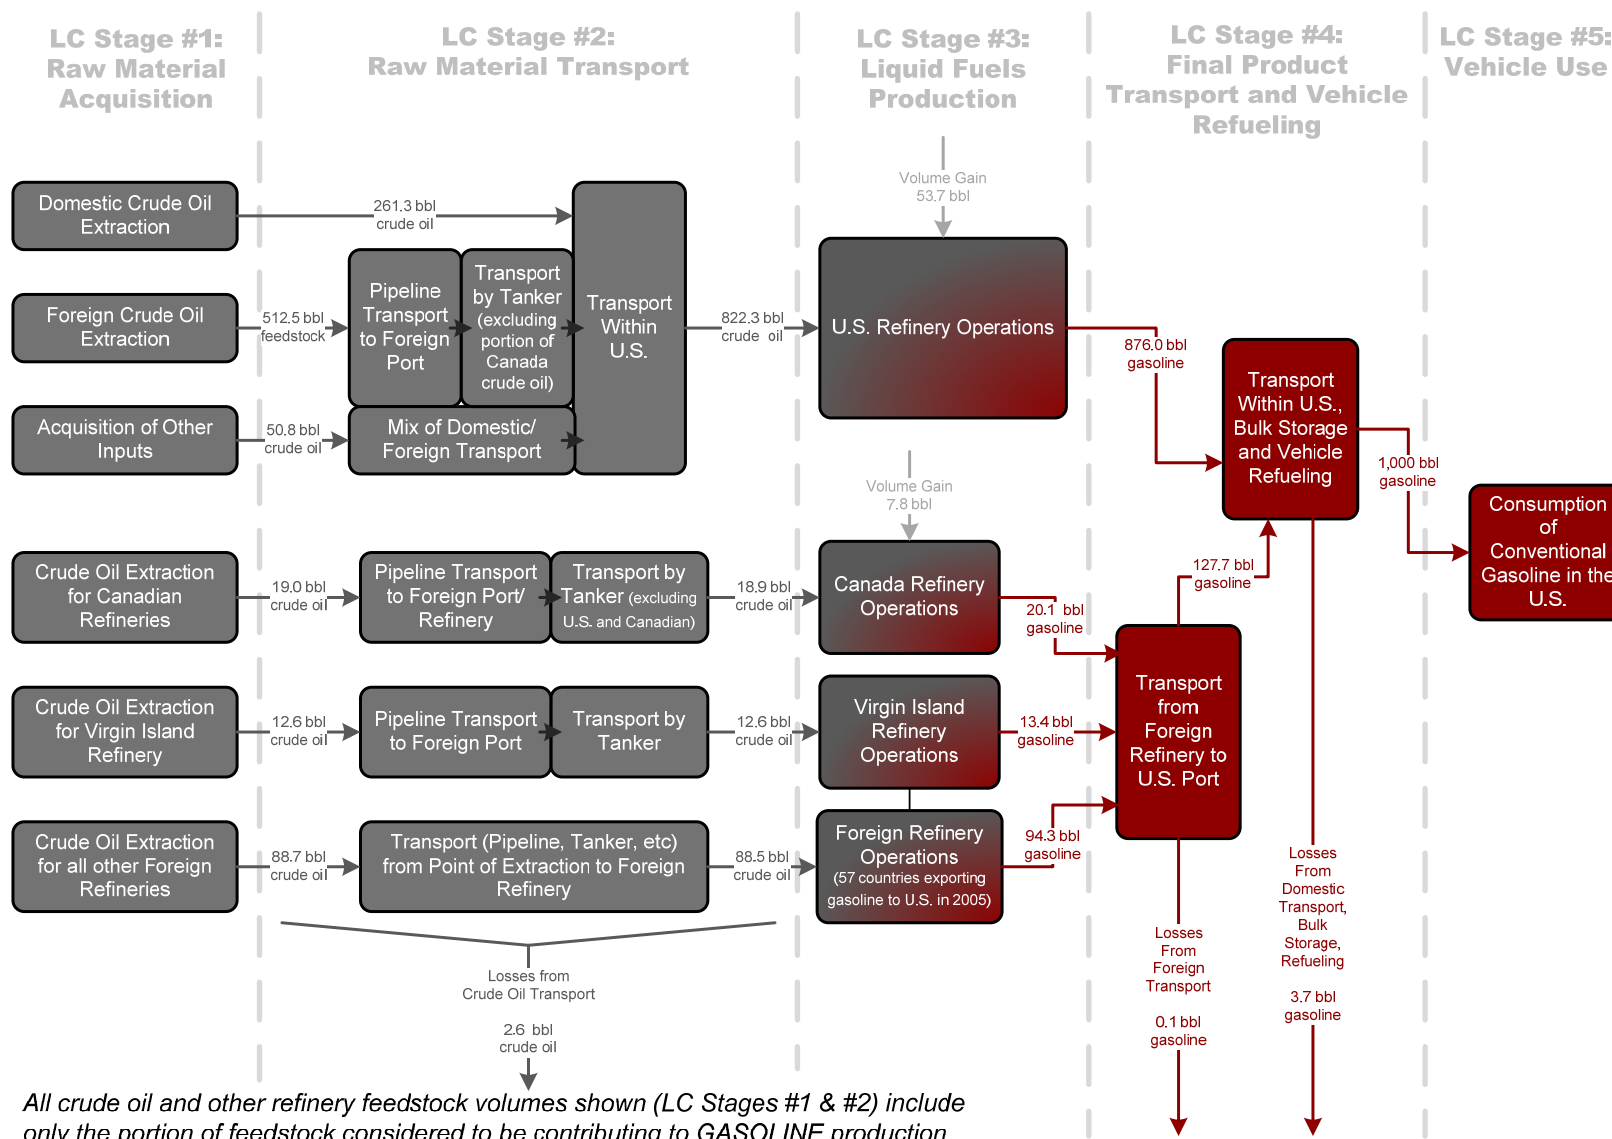 LC Stage #1:
Raw Material
Acquisition
LC Stage #2:
Raw Material Transport
LC Stage #3:
Liquid Fuels
Production
LC Stage #4:
Final Product
Transport and Vehicle
Refueling
LC Stage #5:
Vehicle Use
Volume Gain
53.7 bbl
Domestic Crude Oil
Extraction
261.3 bbl
crude oil
Foreign Crude Oil
Extraction
512.5 bbl
feedstock
Pipeline
Transport
to Foreign
Port
Transport
by Tanker
(excluding
portion of
Canada
crude oil)
Transport
Within
U.S.
822.3 bbl
crude oil
U.S. Refinery Operations
876.0 bbl
gasoline
Transport
Within U.S.,
Bulk Storage
and Vehicle
Refueling
Acquisition of Other
Inputs
50.8 bbl
crude oil
Mix of Domestic/
Foreign Transport
1,000 bbl
gasoline
Volume Gain
7.8 bbl
Consumption
of
Conventional
Gasoline in the
U.S.
Crude Oil Extraction
for Canadian
Refineries
19.0 bbl
crude oil
Pipeline Transport
to Foreign Port/
Refinery
Transport by
Tanker (excluding
U.S. and Canadian)
18.9 bbl
crude oil
Canada Refinery
Operations
20.1 bbl
gasoline
127.7 bbl
gasoline
Crude Oil Extraction
for Virgin Island
Refinery
12.6 bbl
crude oil
Pipeline Transport
to Foreign Port
Transport by
Tanker
12.6 bbl
crude oil
Virgin Island
Refinery
Operations
13.4 bbl
gasoline
Transport
from
Foreign
Refinery to
U.S. Port
Crude Oil Extraction
for all other Foreign
Refineries
88.7 bbl
crude oil
Transport (Pipeline, Tanker, etc)
from Point of Extraction to Foreign
Refinery
88.5 bbl
crude oil
Foreign Refinery
Operations
(57 countries exporting
gasoline to U.S. in 2005)
94.3 bbl
gasoline
Losses
From
Domestic
Transport,
Bulk
Storage,
Refueling
3.7 bbl
gasoline
Losses
From
Foreign
Transport
0.1 bbl
gasoline
Losses from
Crude Oil Transport
2.6 bbl
crude oil
All crude oil and other refinery feedstock volumes shown (LC Stages #1 & #2) include
only the portion of feedstock considered to be contributing to GASOLINE production